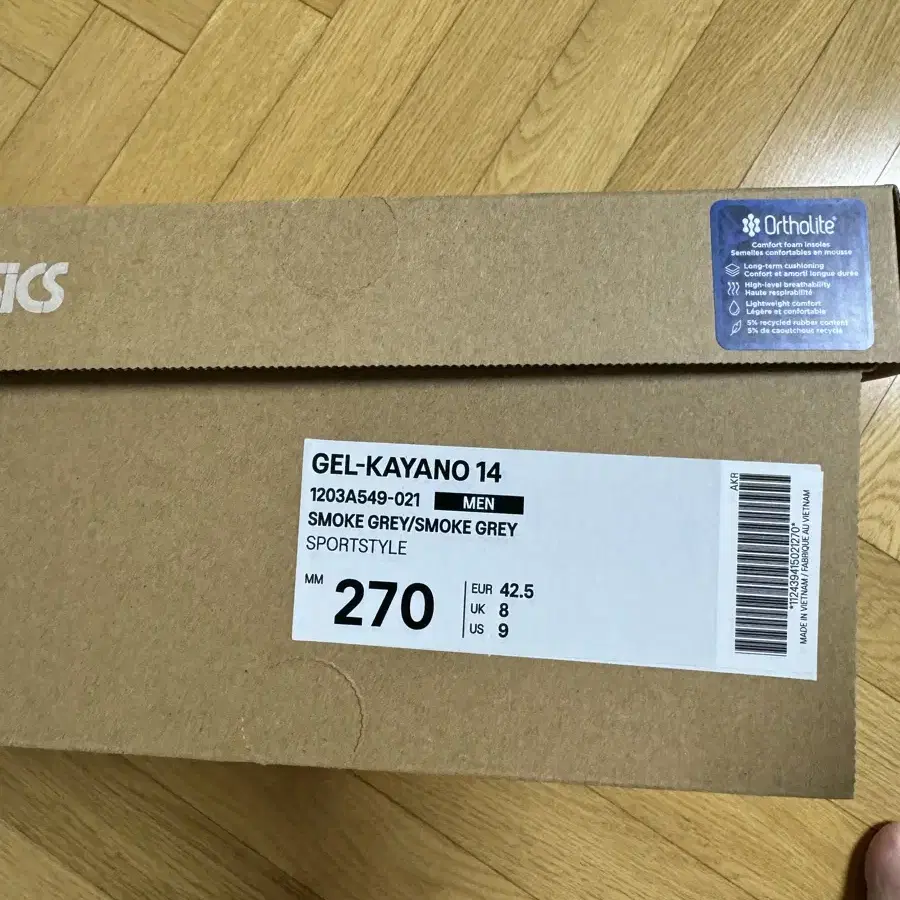 Ortholite
Comfort foam insoles
Semelles confortables en mousse
Long-term cushioning
Confort et amorti longue durée
High-level breathability
Haute respirabilité
Lightweight comfort
Légère et confortable
5% recycled rubber content
5% de caoutchouc recyclé
GEL-KAYANO 14
1203A549-021 MEN
SMOKE GREY/SMOKE GREY
SPORTSTYLE
MM 270
EUR 42.5
UK 8
US 9
AKR
*112439415021270*
MADE IN VIETNAM / FABRIQUE AU VIETNAM